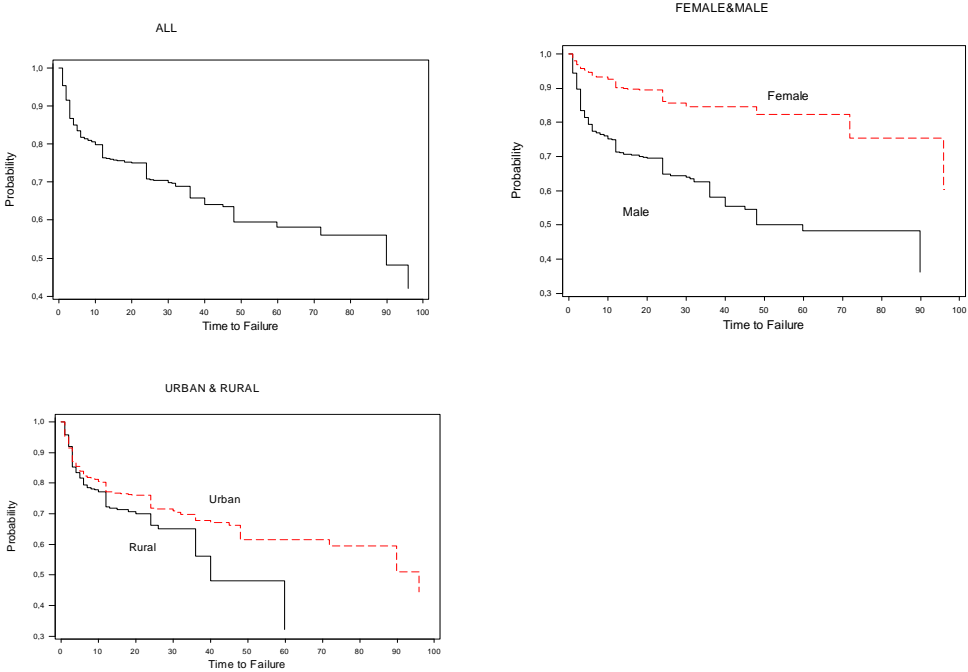 ALL
1,0
0,9
0,8
0,7
0,6
0,5
0,4
Probability
0 10 20 30 40 50 60 70 80 90 100
Time to Failure
FEMALE&MALE
1,0
0,9
0,8
0,7
0,6
0,5
0,4
0,3
Probability
Female
Male
0 10 20 30 40 50 60 70 80 90 100
Time to Failure
URBAN & RURAL
1,0
0,9
0,8
0,7
0,6
0,5
0,4
0,3
Probability
Urban
Rural
0 10 20 30 40 50 60 70 80 90 100
Time to Failure